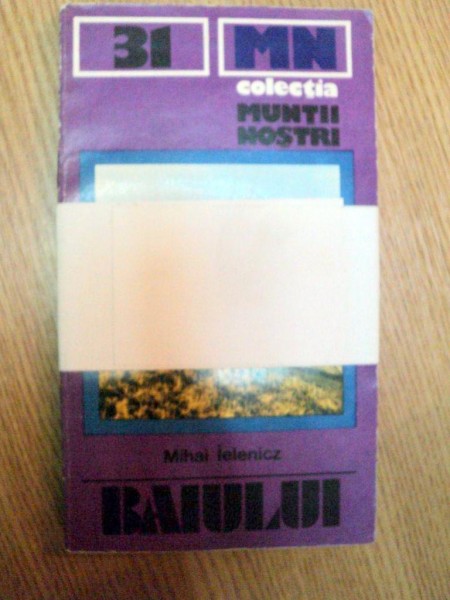 31 MN
colecția
MUNȚII
NOȘTRI
Mihai Ielenicz
BAIULUI